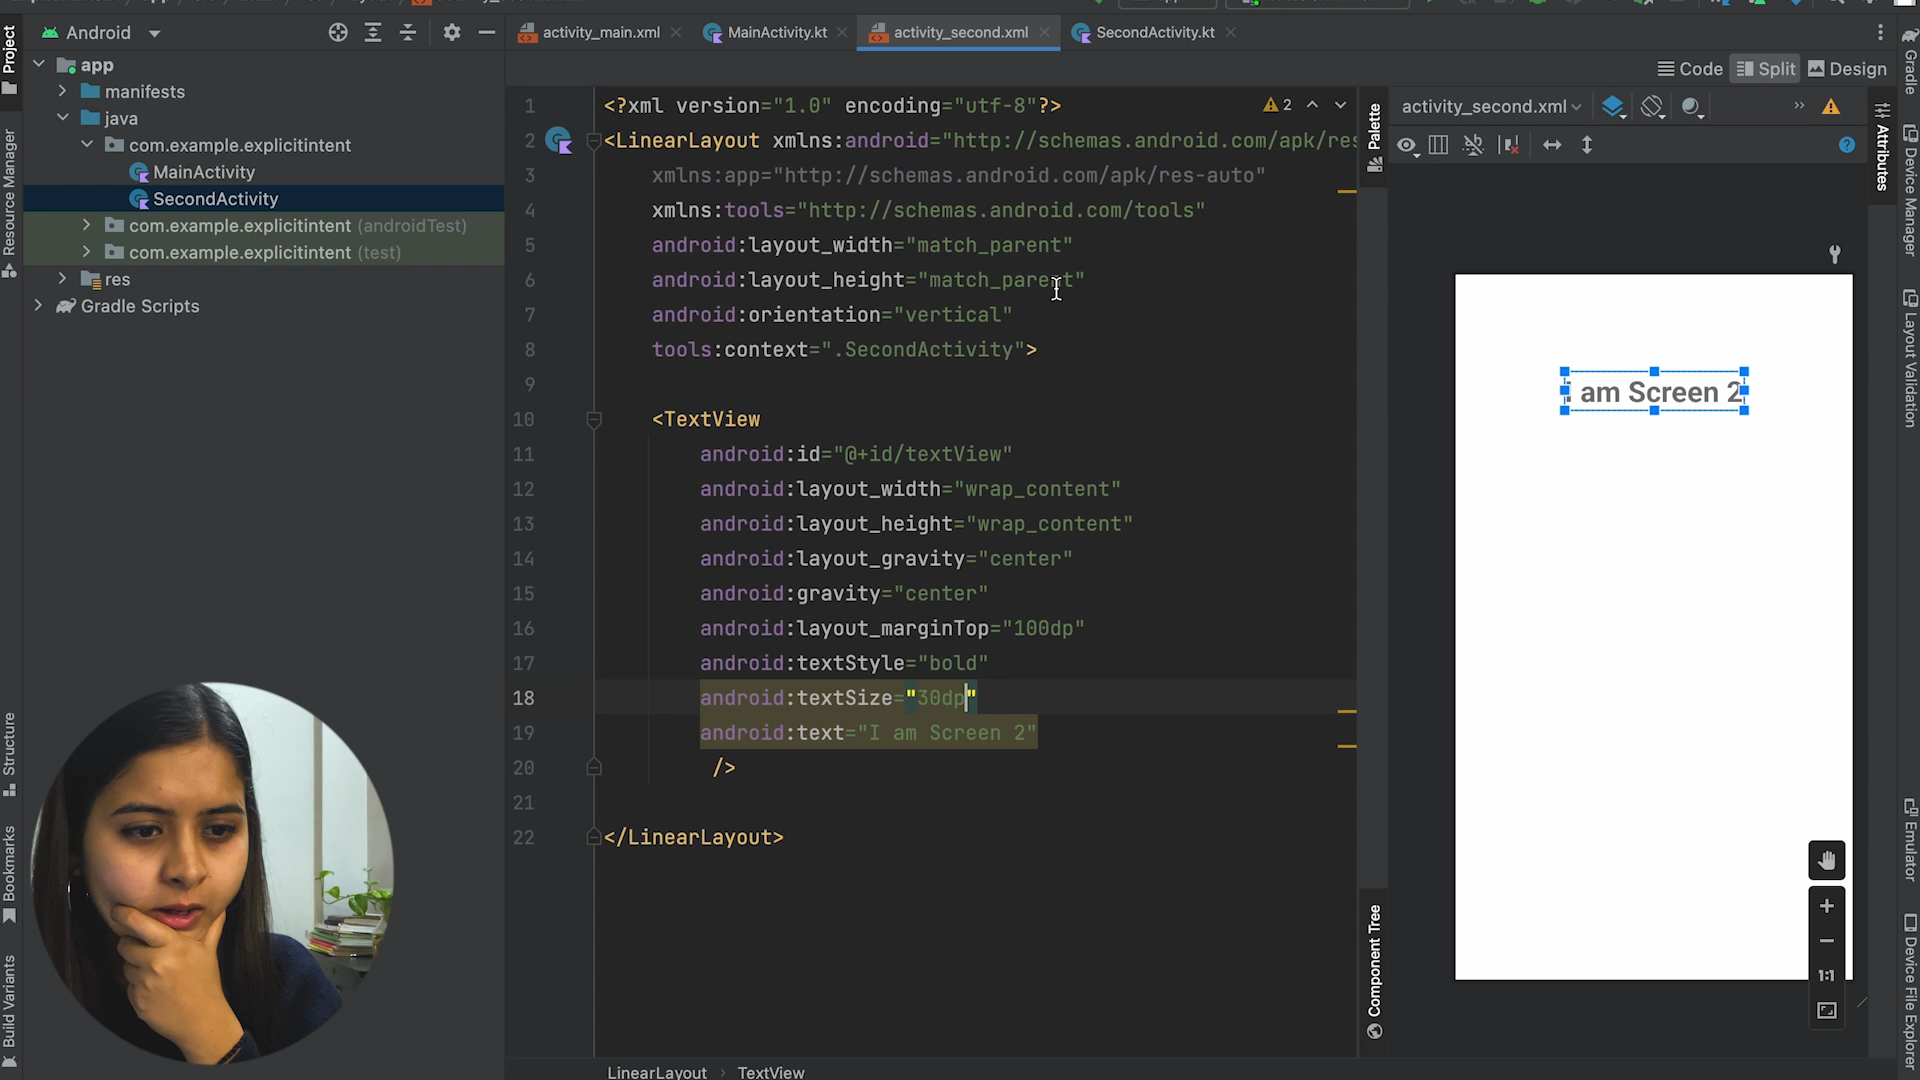 Android
activity_main.xml
MainActivity.kt
activity_second.xml
SecondActivity.kt
Code
Split
Design
Project
Resource Manager
Structure
Bookmarks
Build Variants
app
manifests
java
com.example.explicitintent
MainActivity
SecondActivity
com.example.explicitintent (androidTest)
com.example.explicitintent (test)
res
Gradle Scripts
1 <?xml version="1.0" encoding="utf-8"?>
2 <LinearLayout xmlns:android="http://schemas.android.com/apk/res
3 xmlns:app="http://schemas.android.com/apk/res-auto"
4 xmlns:tools="http://schemas.android.com/tools"
5 android:layout_width="match_parent"
6 android:layout_height="match_parent"
7 android:orientation="vertical"
8 tools:context=".SecondActivity">
9
10 <TextView
11 android:id="@+id/textView"
12 android:layout_width="wrap_content"
13 android:layout_height="wrap_content"
14 android:layout_gravity="center"
15 android:gravity="center"
16 android:layout_marginTop="100dp"
17 android:textStyle="bold"
18 android:textSize="30dp"
19 android:text="I am Screen 2"
20 />
21
22 </LinearLayout>
2
LinearLayout › TextView
Palette
Component Tree
activity_second.xml
I am Screen 2
1:1
Attributes
Gradle
Device Manager
Layout Validation
Emulator
Device File Explorer